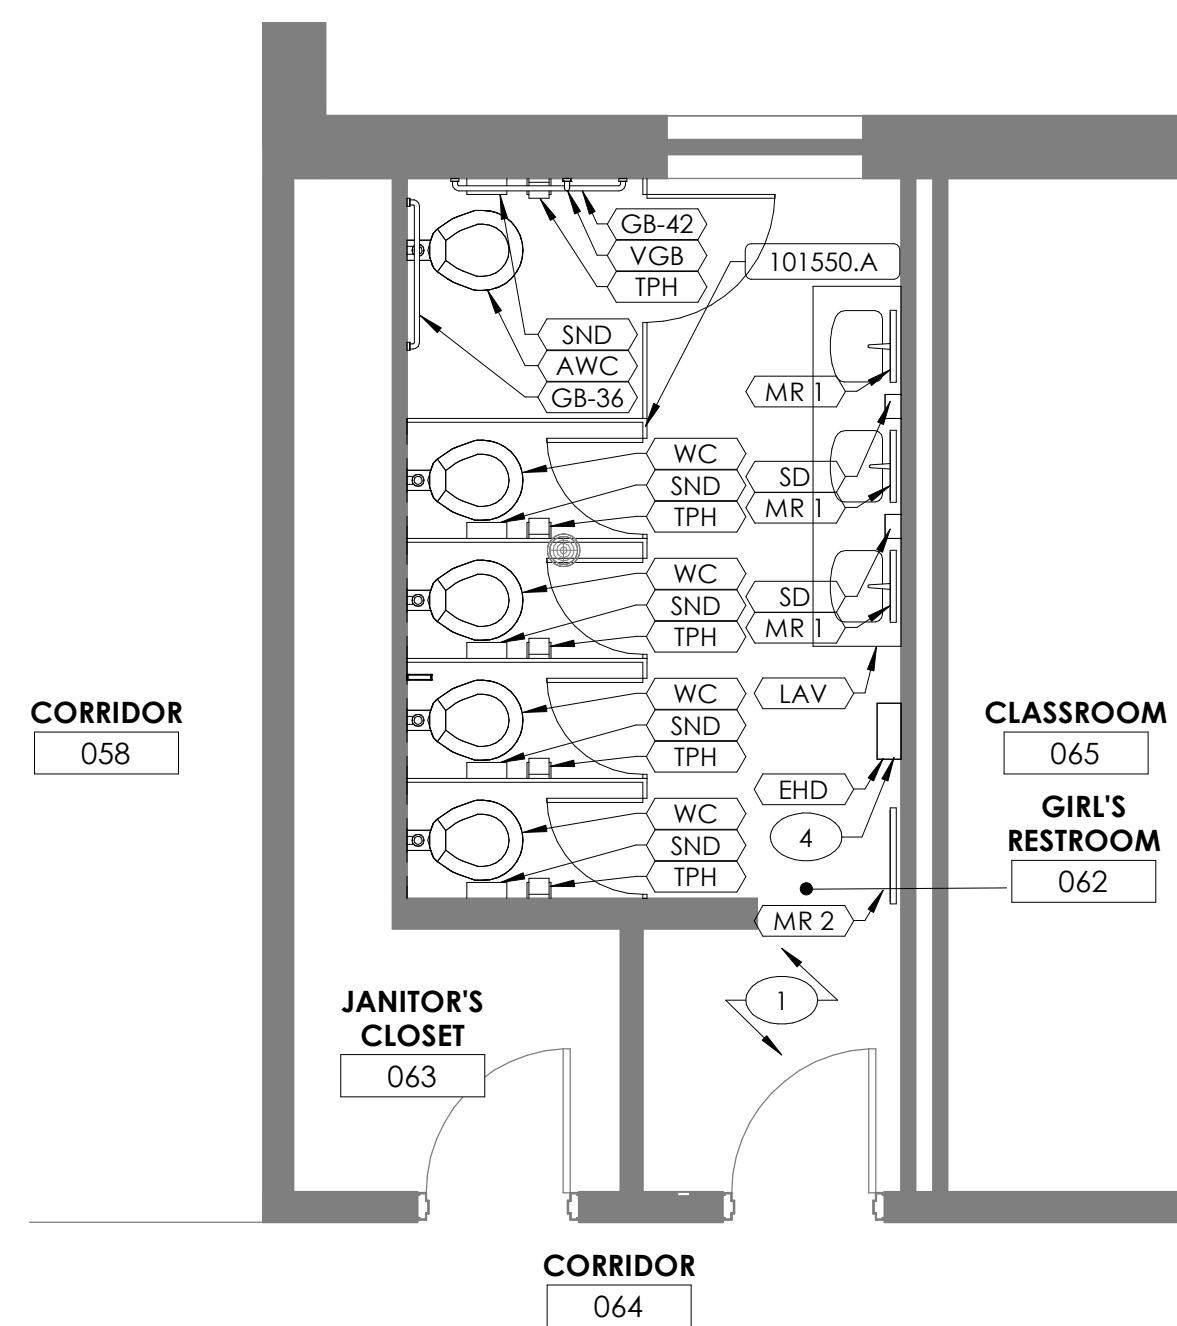 GB-42
VGB
TPH
101550.A
SND
AWC
GB-36
MR 1
WC
SND
TPH
SD
MR 1
WC
SND
TPH
SD
MR 1
WC
SND
TPH
LAV
CORRIDOR
058
CLASSROOM
065
EHD
GIRL'S
RESTROOM
062
4
WC
SND
TPH
MR 2
JANITOR'S
CLOSET
063
1
CORRIDOR
064